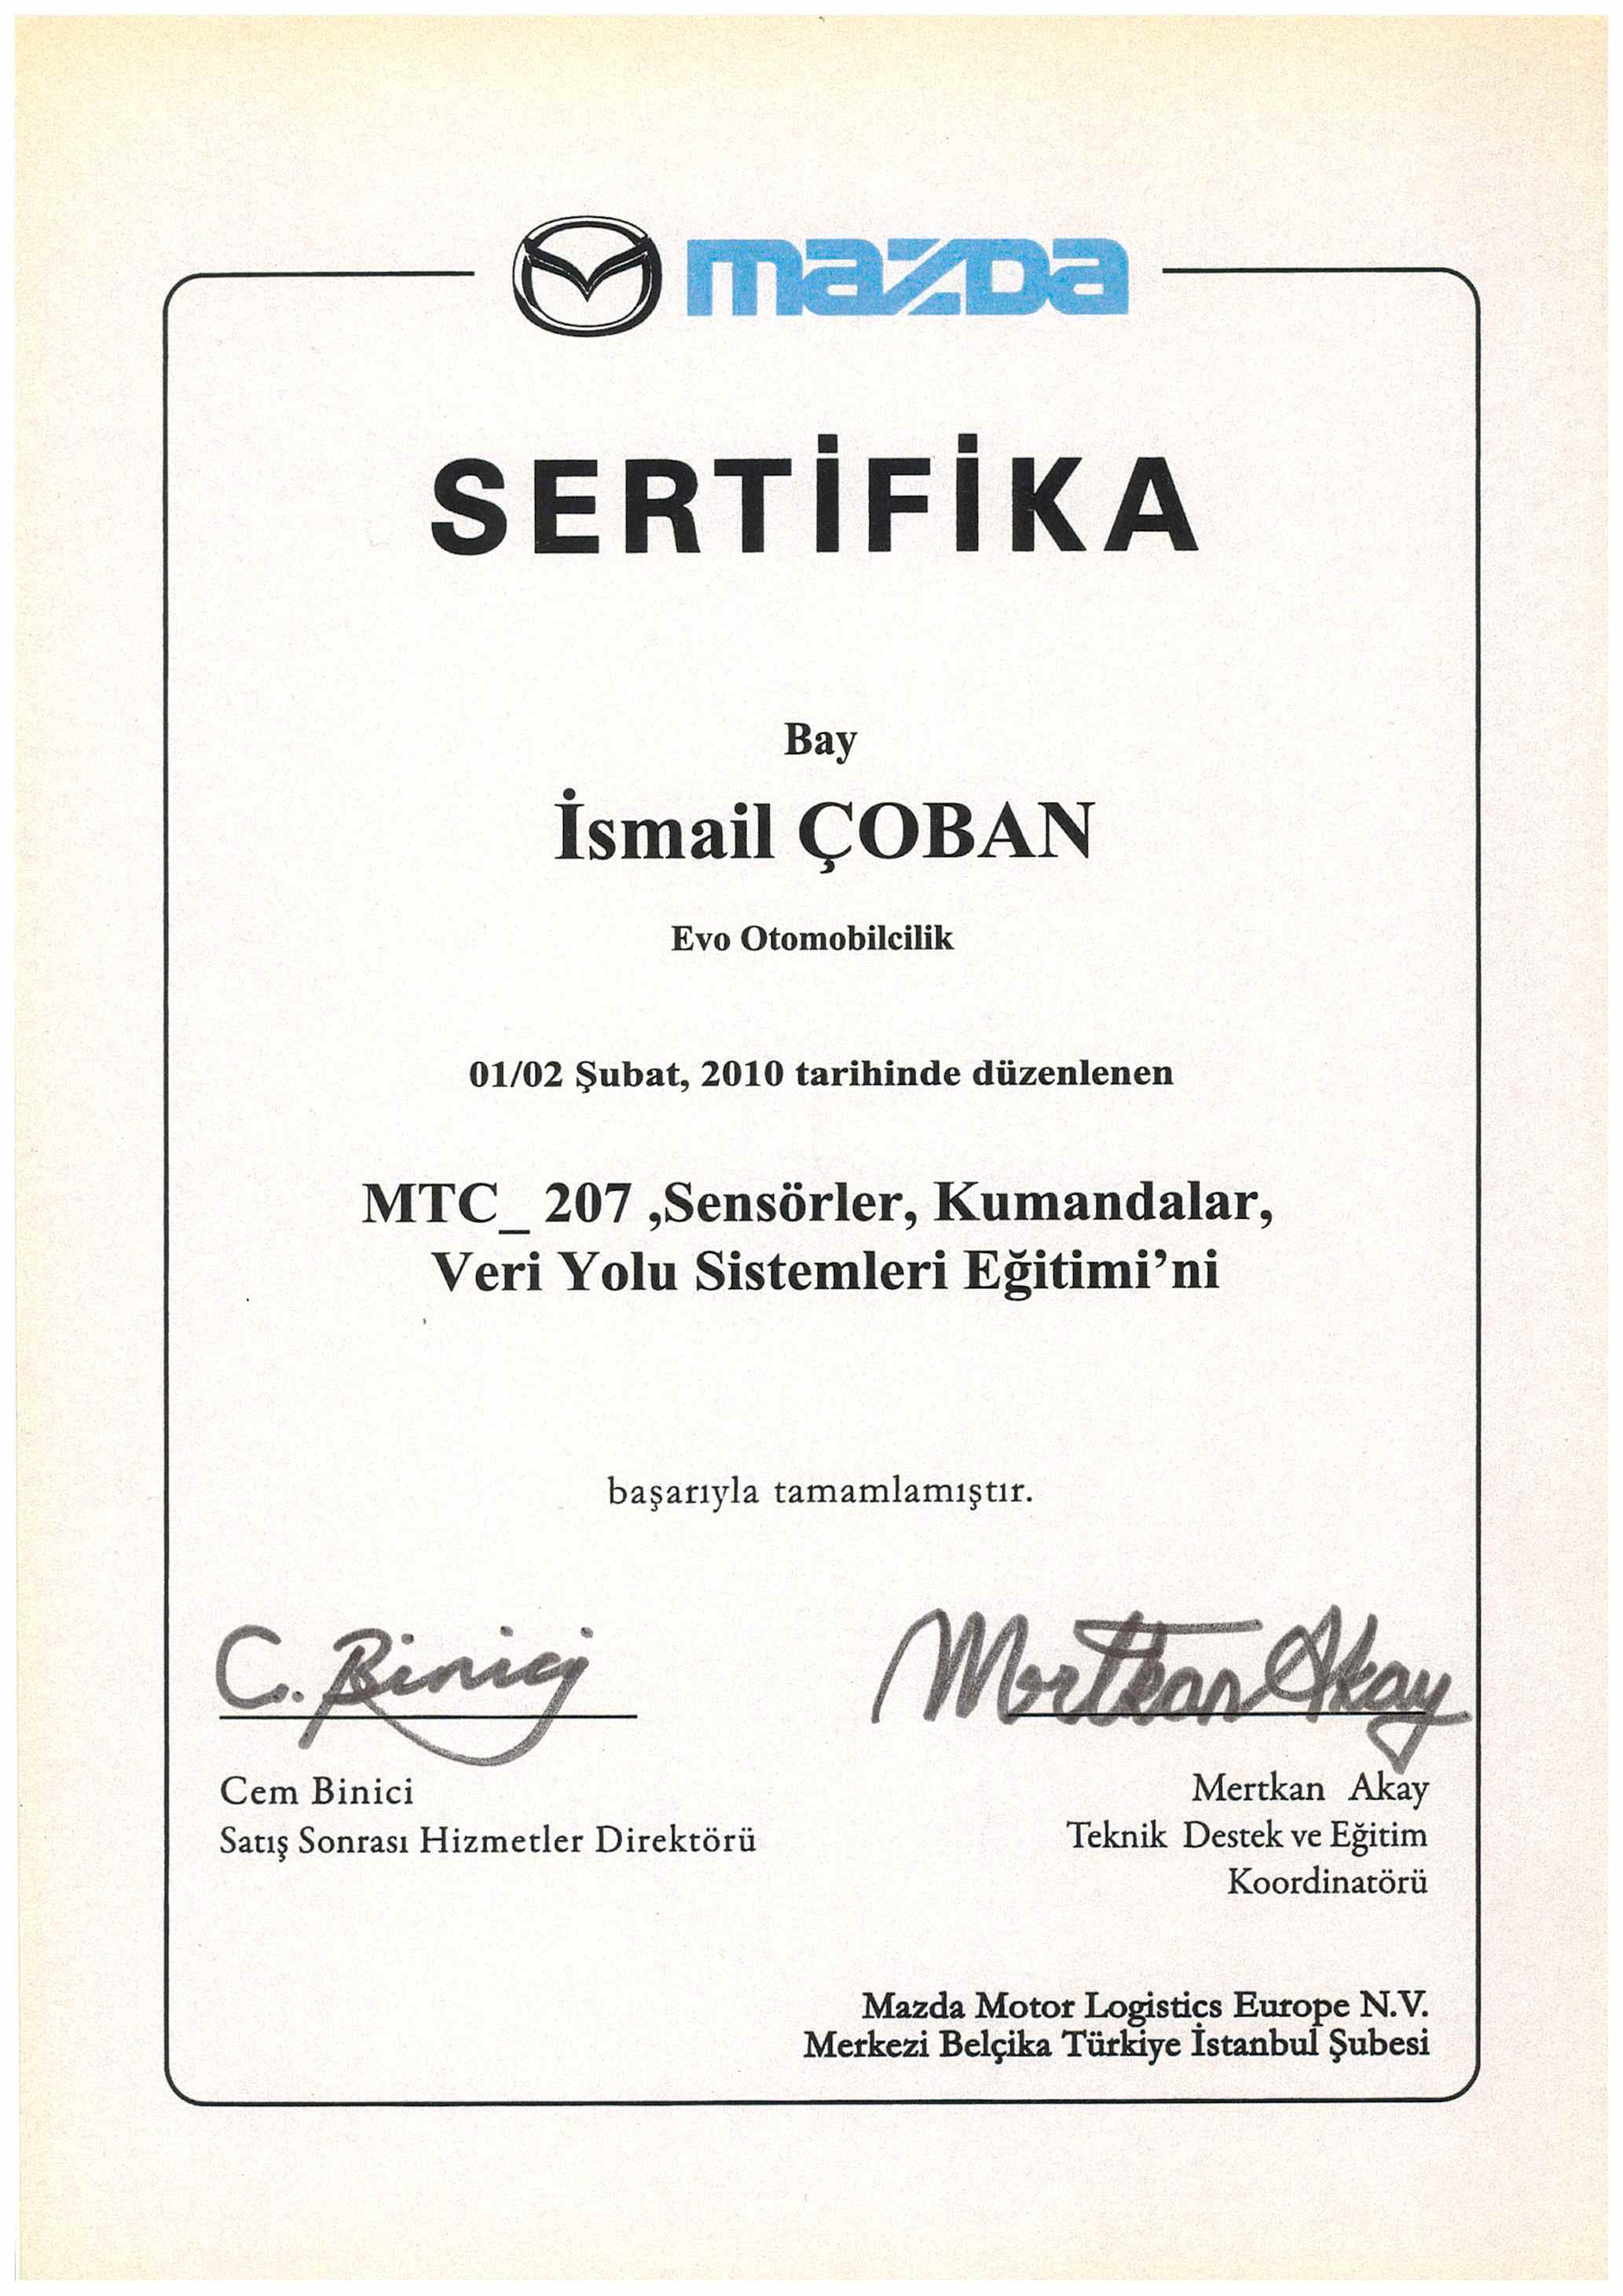 mazda
SERTİFİKA
Bay
İsmail ÇOBAN
Evo Otomobilcilik
01/02 Şubat, 2010 tarihinde düzenlenen
MTC_ 207 ,Sensörler, Kumandalar,
Veri Yolu Sistemleri Eğitimi’ni
başarıyla tamamlamıştır.
C. Binici
Mertkan Akay
Cem Binici
Satış Sonrası Hizmetler Direktörü
Mertkan Akay
Teknik Destek ve Eğitim
Koordinatörü
Mazda Motor Logistics Europe N.V.
Merkezi Belçika Türkiye İstanbul Şubesi